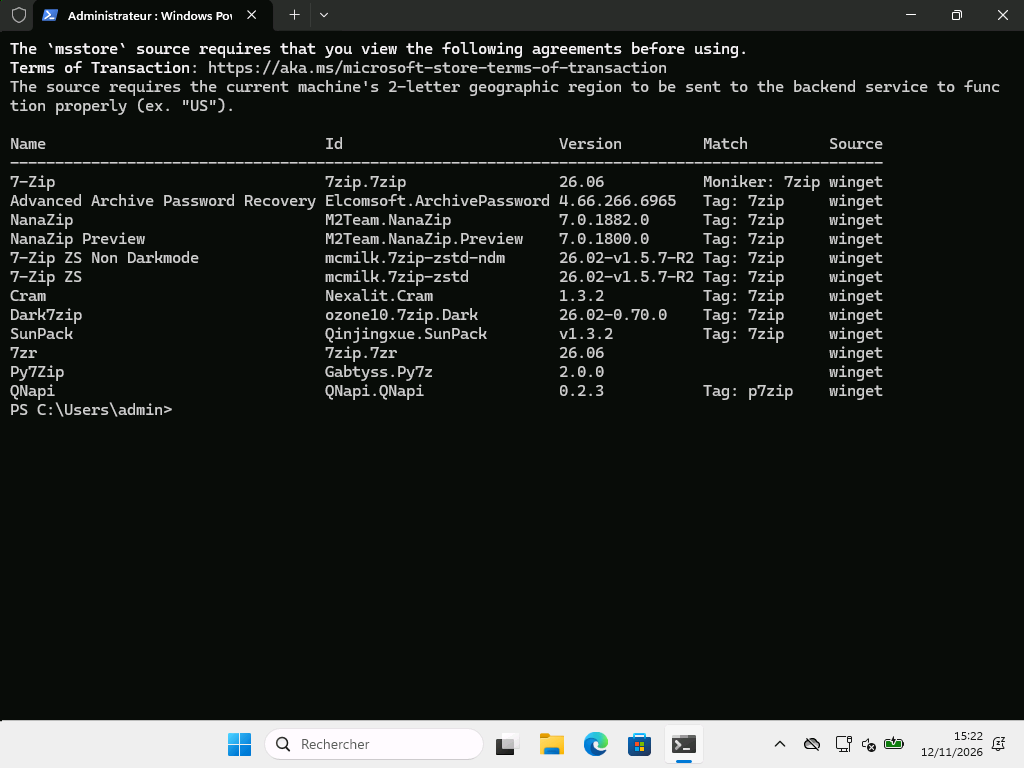 Administrateur : Windows Pov
The `msstore` source requires that you view the following agreements before using.
Terms of Transaction: https://aka.ms/microsoft-store-terms-of-transaction
The source requires the current machine's 2-letter geographic region to be sent to the backend service to func
tion properly (ex. "US").
Name Id Version Match Source
7-Zip 7zip.7zip 26.06 Moniker: 7zip winget
Advanced Archive Password Recovery Elcomsoft.ArchivePassword 4.66.266.6965 Tag: 7zip winget
NanaZip M2Team.NanaZip 7.0.1882.0 Tag: 7zip winget
NanaZip Preview M2Team.NanaZip.Preview 7.0.1800.0 Tag: 7zip winget
7-Zip ZS Non Darkmode mcmilk.7zip-zstd-ndm 26.02-v1.5.7-R2 Tag: 7zip winget
7-Zip ZS mcmilk.7zip-zstd 26.02-v1.5.7-R2 Tag: 7zip winget
Cram Nexalit.Cram 1.3.2 Tag: 7zip winget
Dark7zip ozone10.7zip.Dark 26.02-0.70.0 Tag: 7zip winget
SunPack Qinjingxue.SunPack v1.3.2 Tag: 7zip winget
7zr 7zip.7zr 26.06 winget
Py7Zip Gabtyss.Py7z 2.0.0 winget
QNapi QNapi.QNapi 0.2.3 Tag: p7zip winget
PS C:\Users\admin>
Rechercher
15:22
12/11/2026